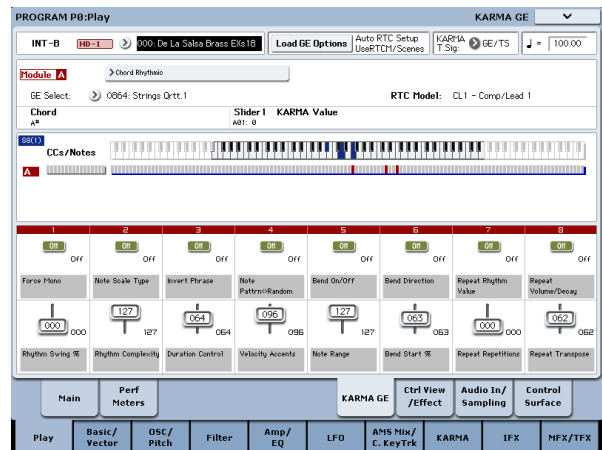 PROGRAM P0:Play KARMA GE
INT-B HD-1 000: De La Salsa Brass EXs18 Load GE Options Auto RTC Setup UseRTCM/Scenes KARMA T.Sig: GE/TS ♩ = 100.00
Module A Chord Rhythmic
GE Select: 0864: Strings Qrtt.1 RTC Model: CL1 - Comp/Lead 1
Chord Slider1 KARMA Value
A# A01: 0
S8(1)
CCs/Notes
A
1 2 3 4 5 6 7 8
Off Off Off Off Off Off Off Off
Off Off Off Off Off Off Off Off
Force Mono Note Scale Type Invert Phrase Note Pattrn<>Random Bend On/Off Bend Direction Repeat Rhythm Value Repeat Volume/Decay
000 127 064 096 127 063 000 062
000 127 064 096 127 063 000 062
Rhythm Swing % Rhythm Complexity Duration Control Velocity Accents Note Range Bend Start % Repeat Repetitions Repeat Transpose
Main Perf Meters KARMA GE Ctrl View /Effect Audio In/ Sampling Control Surface
Play Basic/ Vector OSC/ Pitch Filter Amp/ EQ LFO AMS Mix/ C. KeyTrk KARMA IFX MFX/TFX